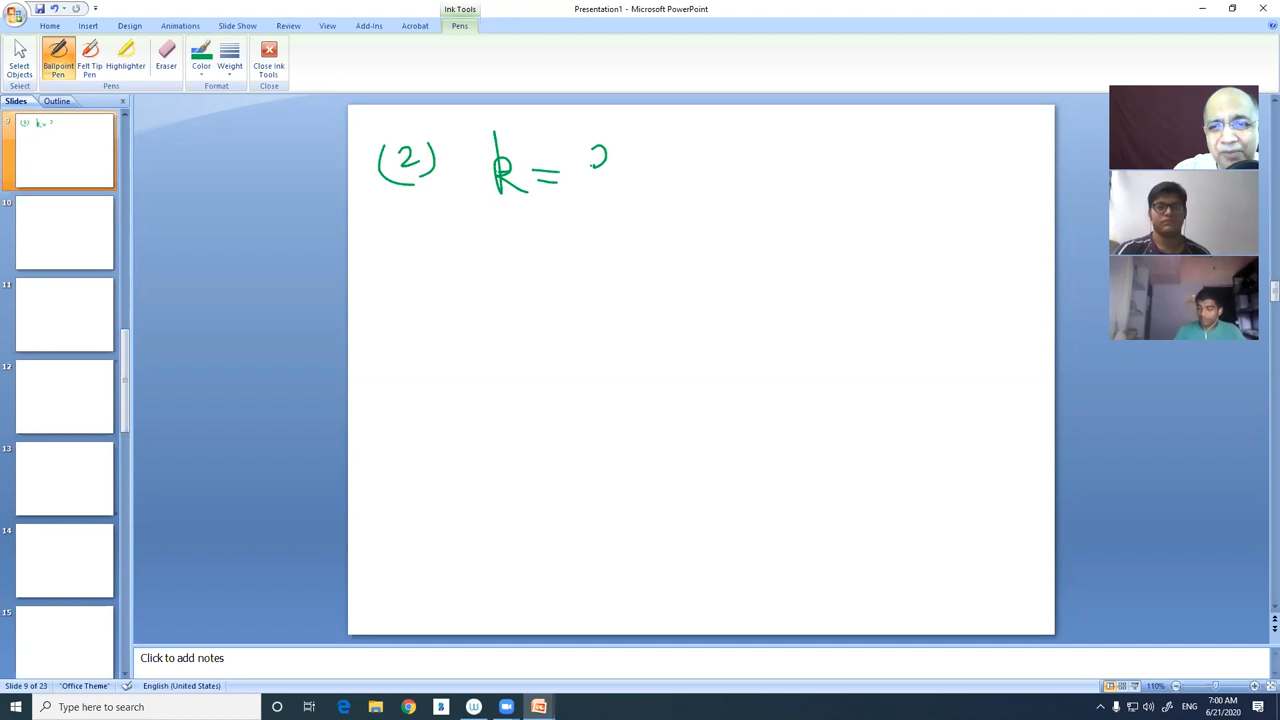 Ink Tools
Presentation1 - Microsoft PowerPoint
Home Insert Design Animations Slide Show Review View Add-Ins Acrobat Pens
Select Objects
Ballpoint Pen
Felt Tip Pen
Highlighter
Eraser
Color
Weight
Close Ink Tools
Select Pens Format Close
Slides Outline
9
(2) k=
10
11
12
13
14
15
(2) k =
Click to add notes
Slide 9 of 23 "Office Theme" English (United States) 110%
Type here to search
ENG
7:00 AM
6/21/2020